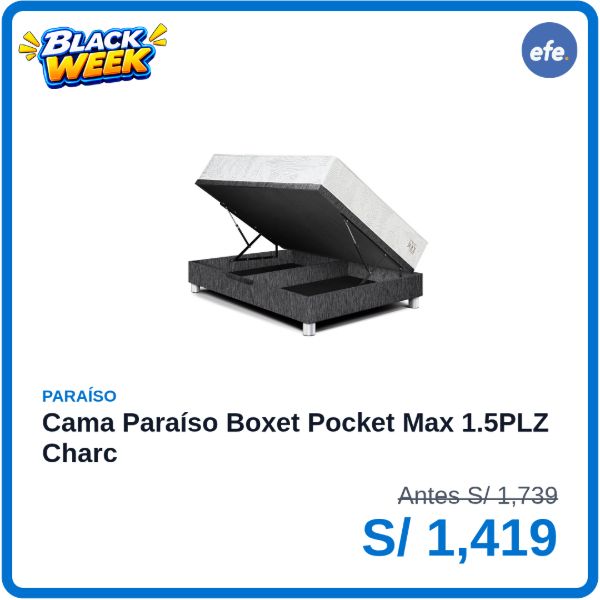 BLACK
WEEK
efe.
PARAÍSO
Cama Paraíso Boxet Pocket Max 1.5PLZ
Charc
Antes S/ 1,739
S/ 1,419